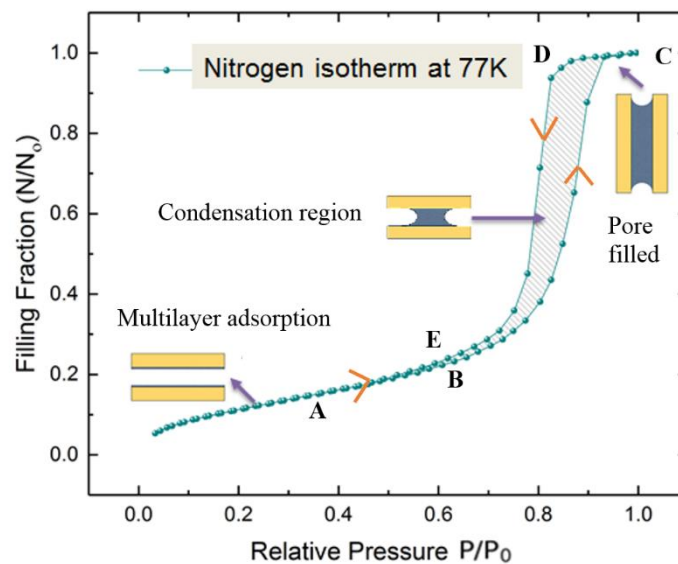 D
C
1.0
Nitrogen isotherm at 77K
0.8
Condensation region
0.6
Pore
filled
0.4
Multilayer adsorption
E
B
0.2
A
0.0
0.0 0.2 0.4 0.6 0.8 1.0
Filling Fraction (N/N₀)
Relative Pressure P/P₀